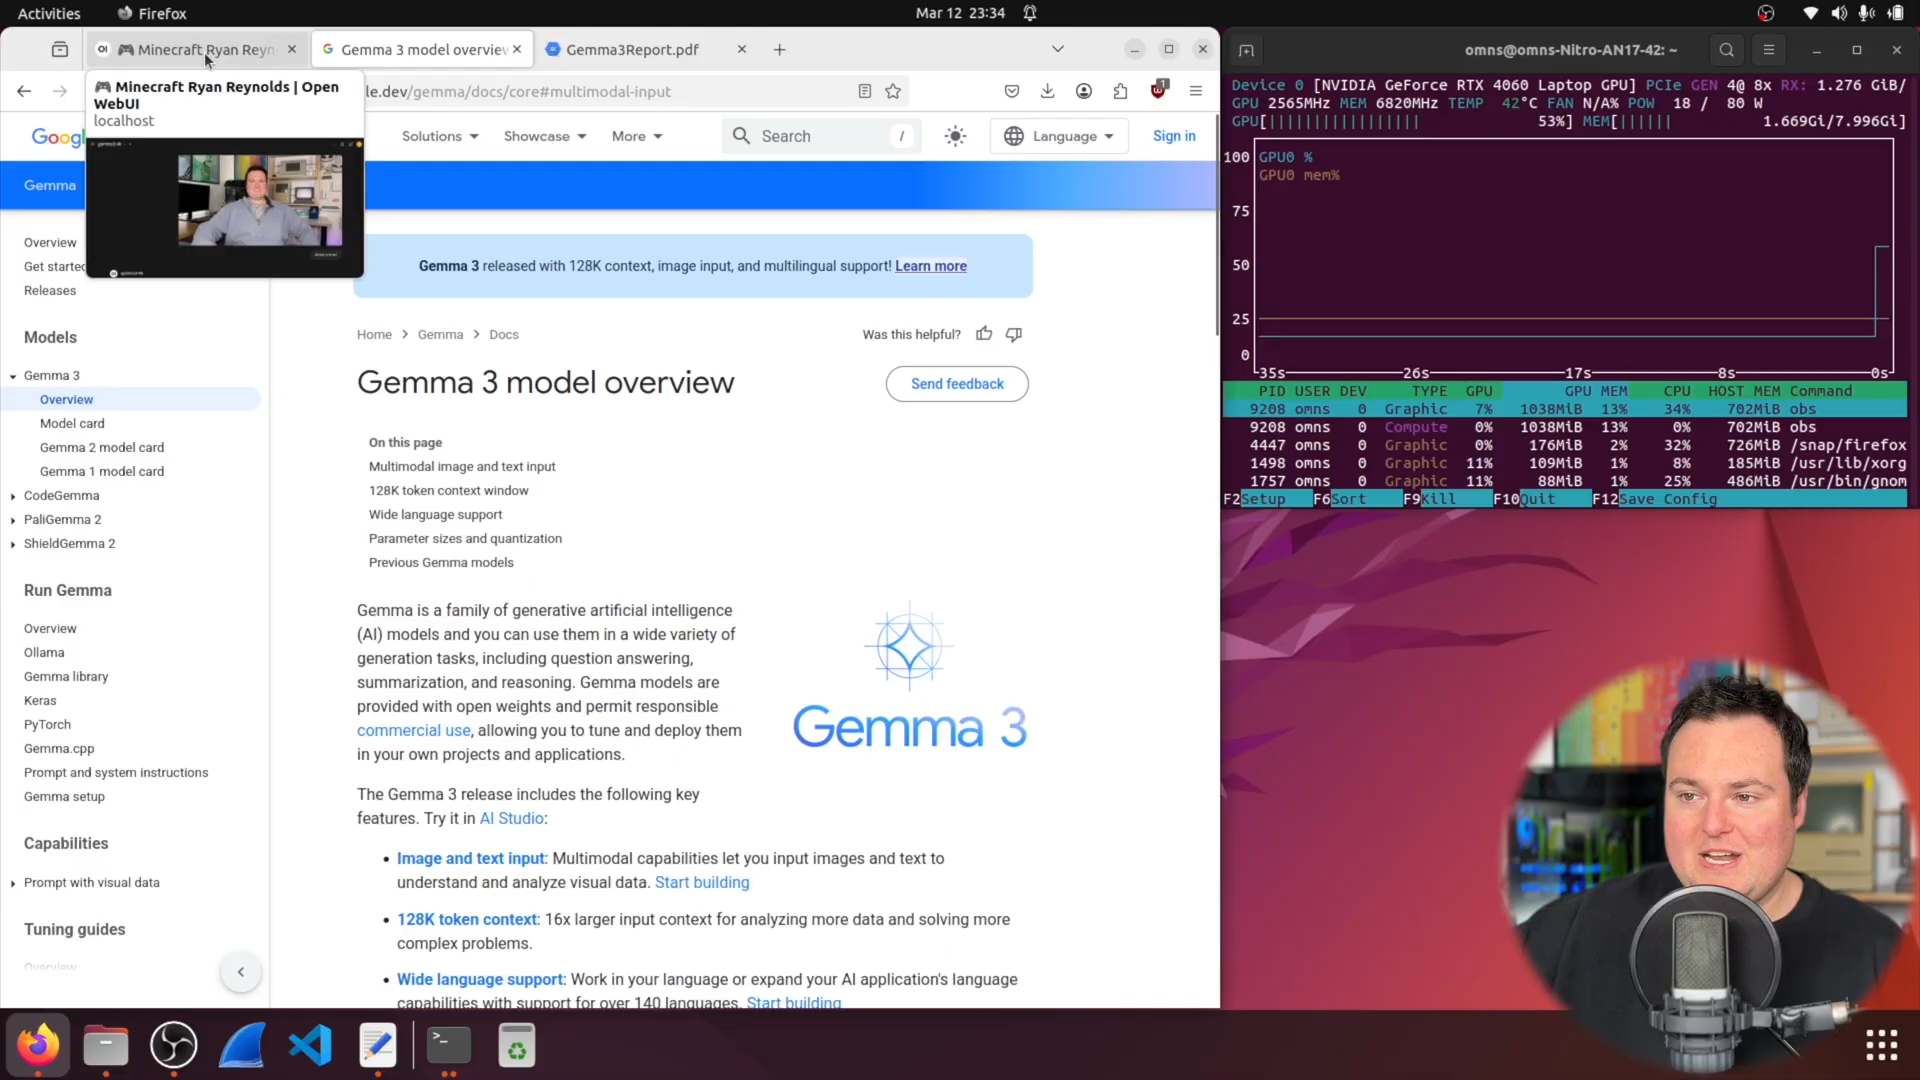 Activities
Firefox
Mar 12 23:34
Minecraft Ryan Reyn
Gemma 3 model overview
Gemma3Report.pdf
🎮 Minecraft Ryan Reynolds | Open
WebUI
localhost
le.dev/gemma/docs/core#multimodal-input
Solutions
Showcase
More
Search
/
Language
Sign in
Gemma
Gemma 3 released with 128K context, image input, and multilingual support! Learn more
Overview
Releases
Models
Gemma 3
Overview
Model card
Gemma 2 model card
Gemma 1 model card
CodeGemma
PaliGemma 2
ShieldGemma 2
Run Gemma
Overview
Ollama
Gemma library
Keras
PyTorch
Gemma.cpp
Prompt and system instructions
Gemma setup
Capabilities
Prompt with visual data
Tuning guides
Overview
Home > Gemma > Docs
Was this helpful?
Gemma 3 model overview
Send feedback
On this page
Multimodal image and text input
128K token context window
Wide language support
Parameter sizes and quantization
Previous Gemma models
Gemma is a family of generative artificial intelligence
(AI) models and you can use them in a wide variety of
generation tasks, including question answering,
summarization, and reasoning. Gemma models are
provided with open weights and permit responsible
commercial use, allowing you to tune and deploy them
in your own projects and applications.
Gemma 3
The Gemma 3 release includes the following key
features. Try it in AI Studio:
• Image and text input: Multimodal capabilities let you input images and text to
understand and analyze visual data. Start building
• 128K token context: 16x larger input context for analyzing more data and solving more
complex problems.
• Wide language support: Work in your language or expand your AI application's language
capabilities with support for over 140 languages. Start building
omns@omns-Nitro-AN17-42: ~
Device 0 [NVIDIA GeForce RTX 4060 Laptop GPU] PCIe GEN 4@ 8x RX: 1.276 GiB/
GPU 2565MHz MEM 6820MHz TEMP 42°C FAN N/A% POW 18 / 80 W
GPU[||||||||||||||||| 53%] MEM[|||||| 1.669Gi/7.996Gi]
100
75
50
25
0
GPU0 %
GPU0 mem%
35s 26s 17s 8s 0s
PID USER DEV TYPE GPU GPU MEM CPU HOST MEM Command
9208 omns 0 Graphic 7% 1038MiB 13% 34% 702MiB obs
9208 omns 0 Compute 0% 1038MiB 13% 0% 702MiB obs
4447 omns 0 Graphic 0% 176MiB 2% 32% 726MiB /snap/firefox
1498 omns 0 Graphic 11% 109MiB 1% 8% 185MiB /usr/lib/xorg
1757 omns 0 Graphic 11% 88MiB 1% 25% 486MiB /usr/bin/gnom
F2Setup F6Sort F9Kill F10Quit F12Save Config